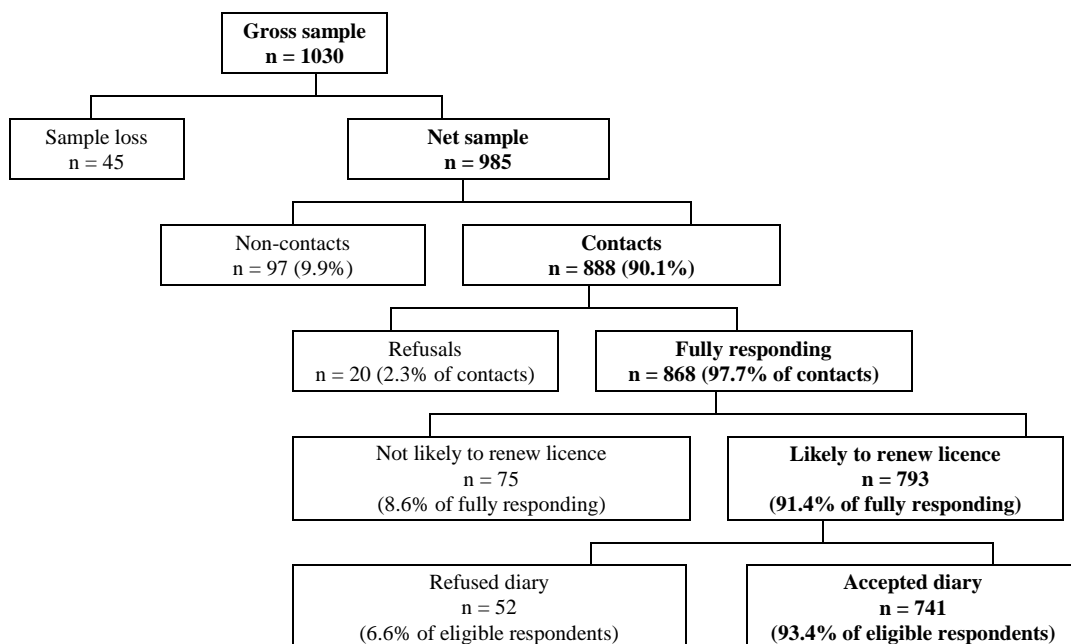 Gross sample
n = 1030
Sample loss
n = 45
Net sample
n = 985
Non-contacts
n = 97 (9.9%)
Contacts
n = 888 (90.1%)
Refusals
n = 20 (2.3% of contacts)
Fully responding
n = 868 (97.7% of contacts)
Not likely to renew licence
n = 75
(8.6% of fully responding)
Likely to renew licence
n = 793
(91.4% of fully responding)
Refused diary
n = 52
(6.6% of eligible respondents)
Accepted diary
n = 741
(93.4% of eligible respondents)